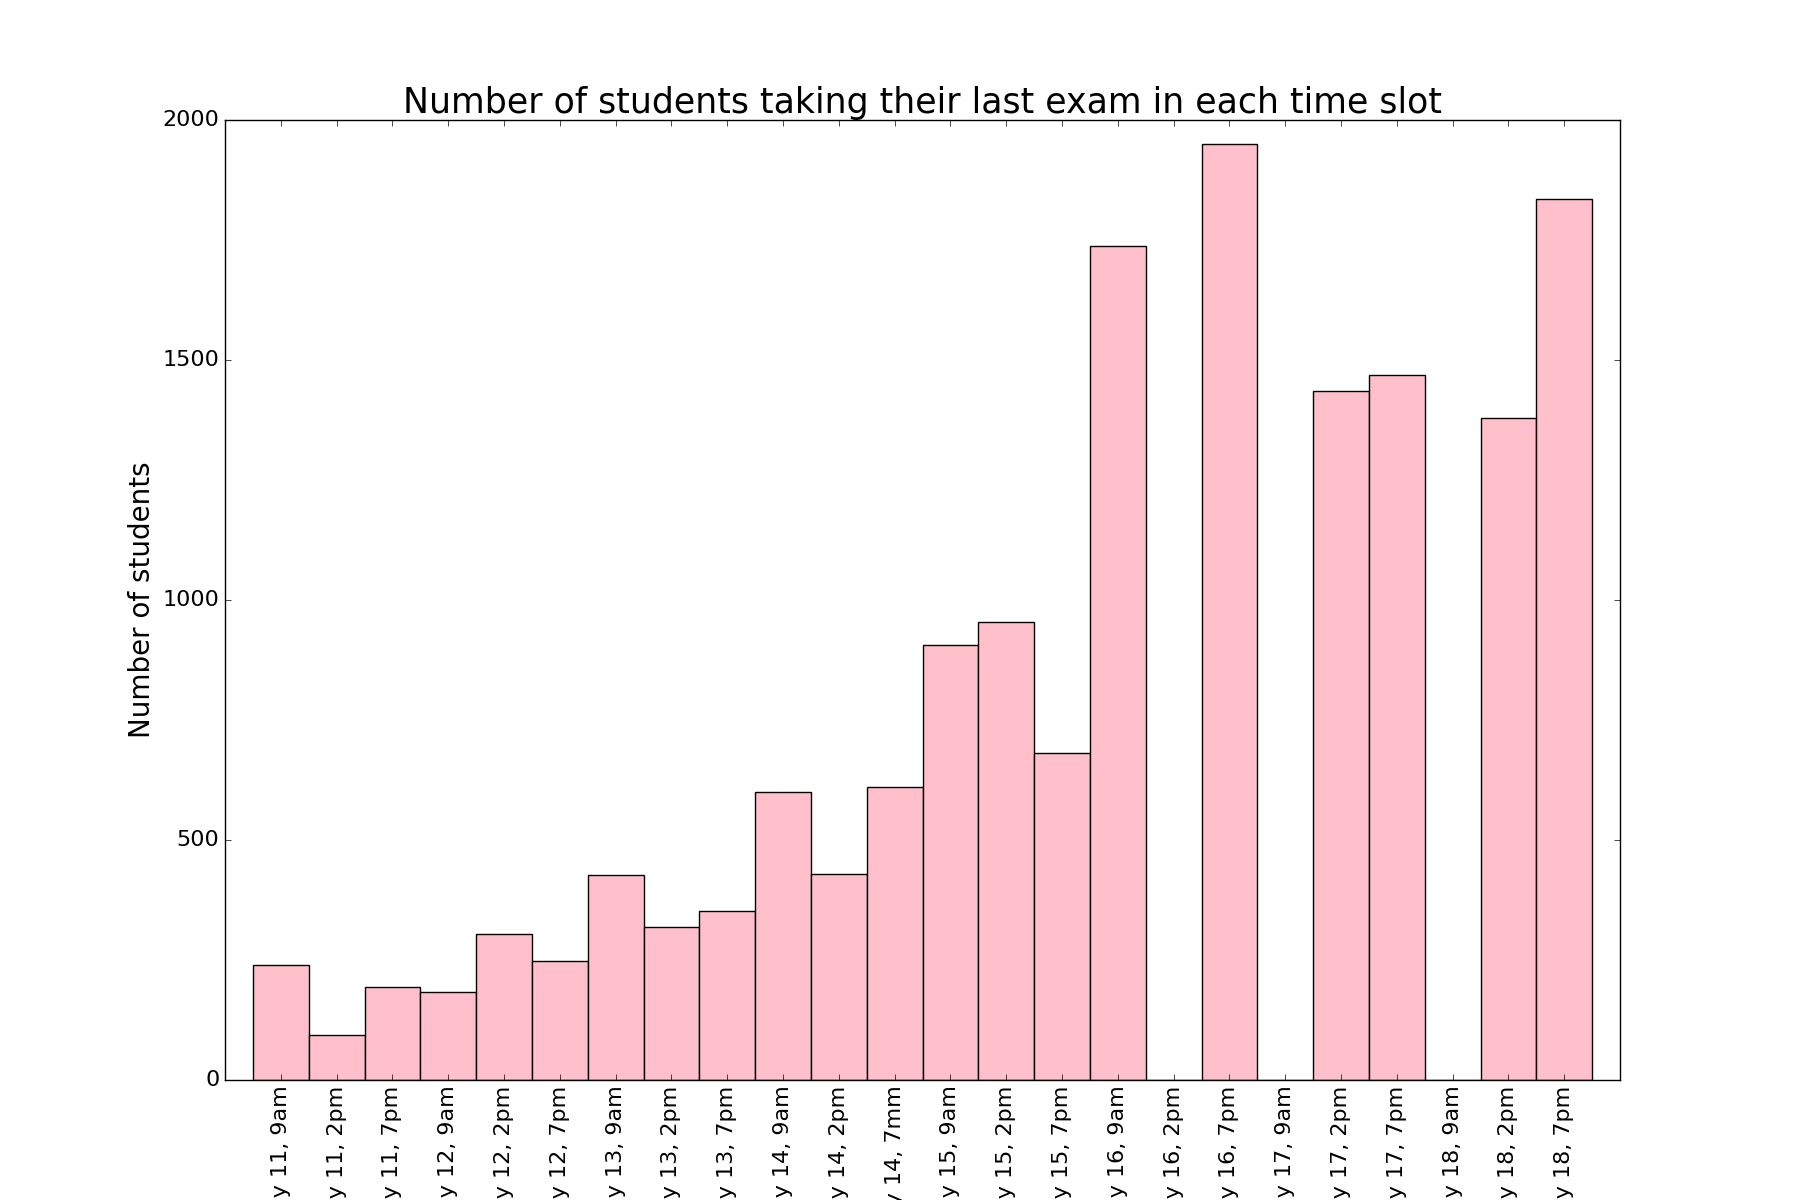 Number of students taking their last exam in each time slot
2000
1500
1000
500
0
Number of students
y 11, 9am
y 11, 2pm
y 11, 7pm
y 12, 9am
y 12, 2pm
y 12, 7pm
y 13, 9am
y 13, 2pm
y 13, 7pm
y 14, 9am
y 14, 2pm
y 14, 7mm
y 15, 9am
y 15, 2pm
y 15, 7pm
y 16, 9am
y 16, 2pm
y 16, 7pm
y 17, 9am
y 17, 2pm
y 17, 7pm
y 18, 9am
y 18, 2pm
y 18, 7pm